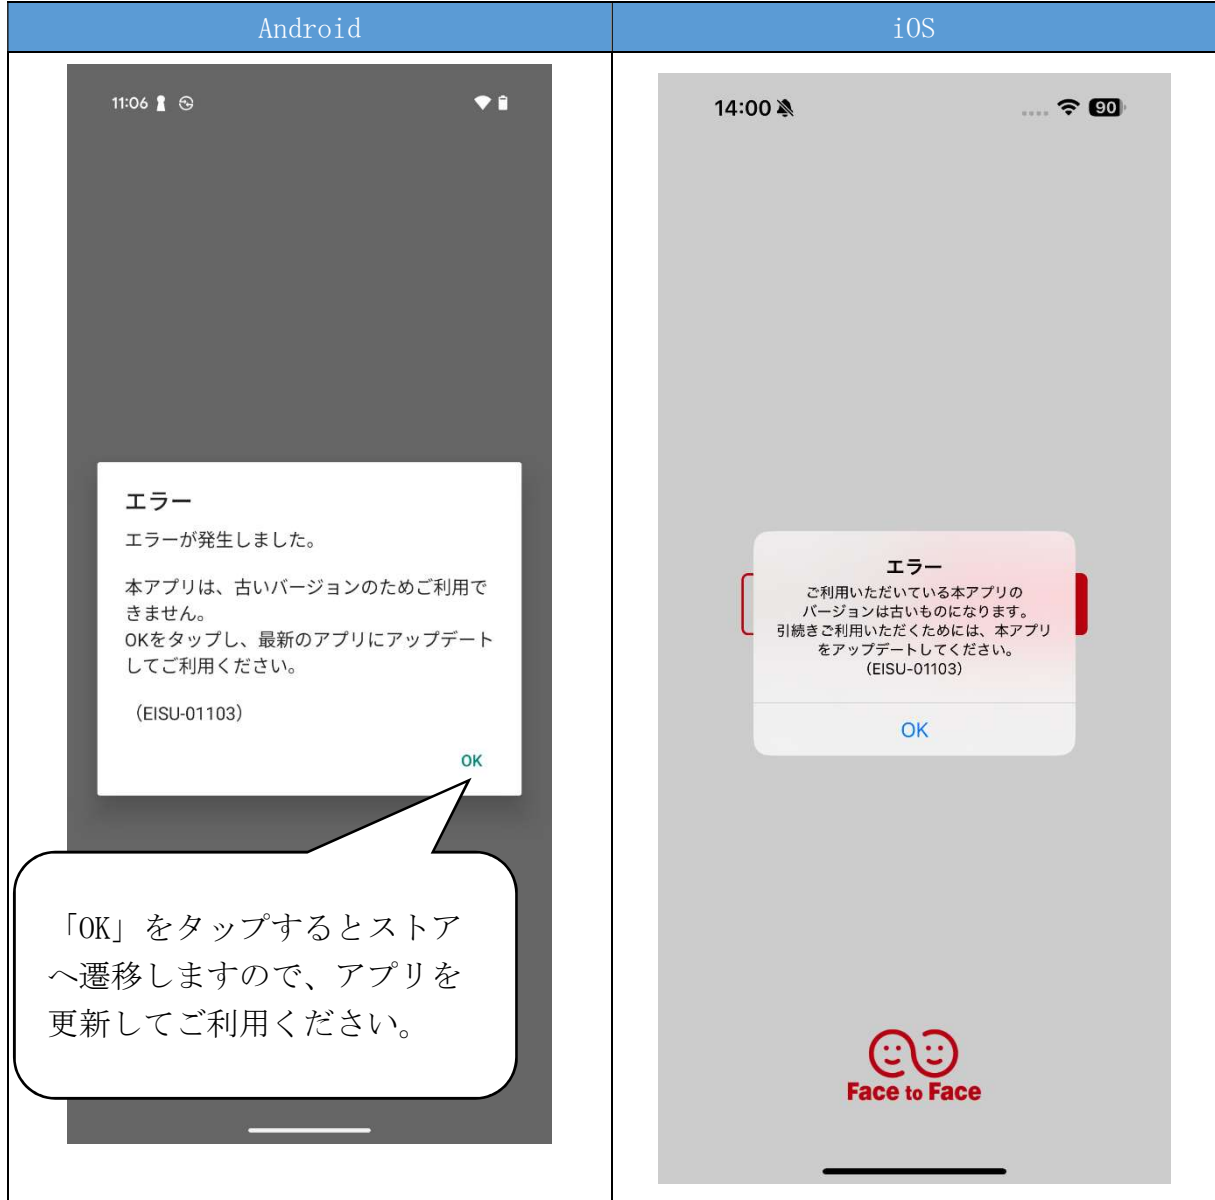 Android
iOS
11:06
エラー
エラーが発生しました。
本アプリは、古いバージョンのためご利用で
きません。
OKをタップし、最新のアプリにアップデート
してご利用ください。
（EISU-01103）
OK
「OK」をタップするとストア
へ遷移しますので、アプリを
更新してご利用ください。
14:00
90
エラー
ご利用いただいている本アプリの
バージョンは古いものになります。
引続きご利用いただくためには、本アプリ
をアップデートしてください。
（EISU-01103）
OK
Face to Face